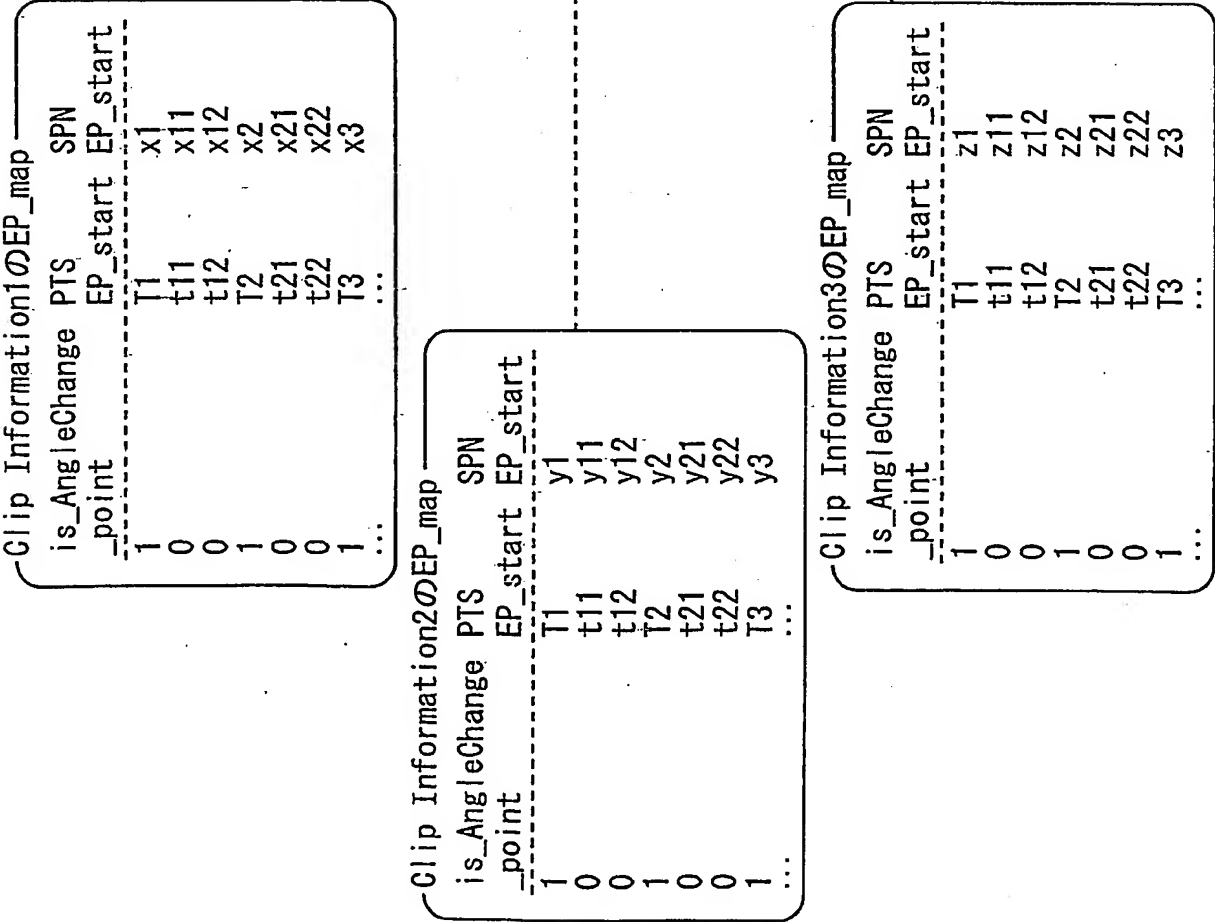 Clip Information1のEP_map
is_AngleChange PTS SPN
_point EP_start EP_start
1 T1 x1
0 t11 x11
0 t12 x12
1 T2 x2
0 t21 x21
0 t22 x22
1 T3 x3
... ...
Clip Information2のEP_map
is_AngleChange PTS SPN
_point EP_start EP_start
1 T1 y1
0 t11 y11
0 t12 y12
1 T2 y2
0 t21 y21
0 t22 y22
1 T3 y3
... ...
Clip Information3のEP_map
is_AngleChange PTS SPN
_point EP_start EP_start
1 T1 z1
0 t11 z11
0 t12 z12
1 T2 z2
0 t21 z21
0 t22 z22
1 T3 z3
... ...